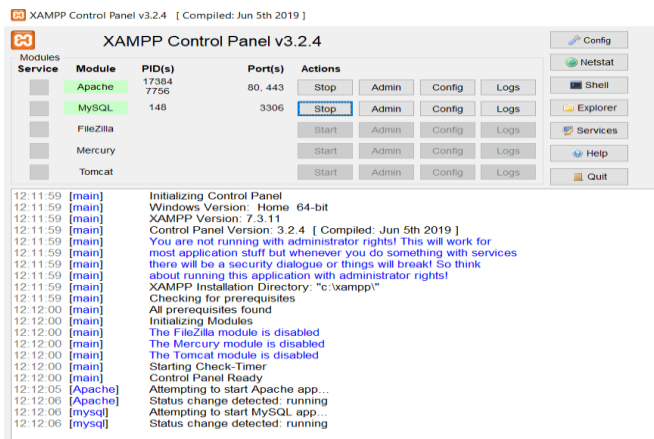 XAMPP Control Panel v3.2.4 [ Compiled: Jun 5th 2019 ]
XAMPP Control Panel v3.2.4
Config
Modules
Service Module PID(s) Port(s) Actions
Netstat
Apache 17384 7756 80, 443 Stop Admin Config Logs
Shell
MySQL 148 3306 Stop Admin Config Logs
Explorer
FileZilla Start Admin Config Logs
Services
Mercury Start Admin Config Logs
Help
Tomcat Start Admin Config Logs
Quit
12:11:59 [main] Initializing Control Panel
12:11:59 [main] Windows Version: Home 64-bit
12:11:59 [main] XAMPP Version: 7.3.11
12:11:59 [main] Control Panel Version: 3.2.4 [ Compiled: Jun 5th 2019 ]
12:11:59 [main] You are not running with administrator rights! This will work for
12:11:59 [main] most application stuff but whenever you do something with services
12:11:59 [main] there will be a security dialogue or things will break! So think
12:11:59 [main] about running this application with administrator rights!
12:11:59 [main] XAMPP Installation Directory: "c:\xampp\"
12:11:59 [main] Checking for prerequisites
12:12:00 [main] All prerequisites found
12:12:00 [main] Initializing Modules
12:12:00 [main] The FileZilla module is disabled
12:12:00 [main] The Mercury module is disabled
12:12:00 [main] The Tomcat module is disabled
12:12:00 [main] Starting Check-Timer
12:12:00 [main] Control Panel Ready
12:12:05 [Apache] Attempting to start Apache app...
12:12:06 [Apache] Status change detected: running
12:12:06 [mysql] Attempting to start MySQL app...
12:12:06 [mysql] Status change detected: running